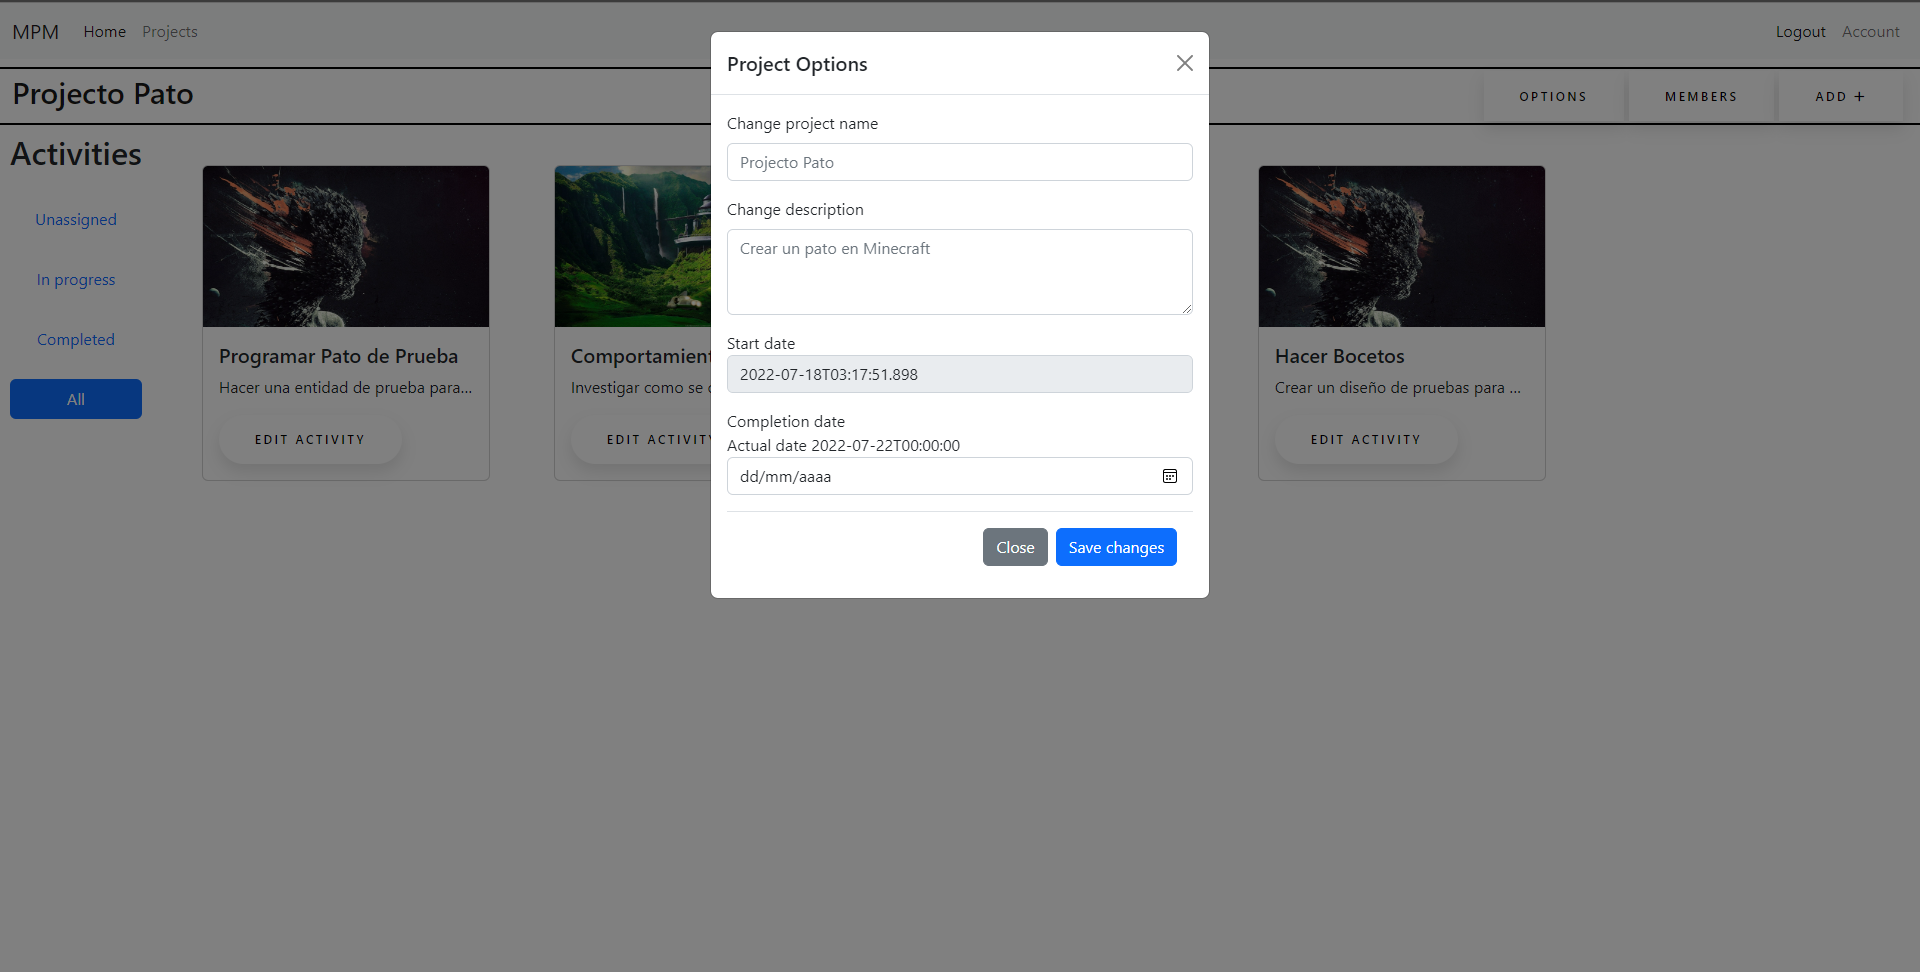 MPM Home Projects Logout Account
Projecto Pato OPTIONS MEMBERS ADD +
Activities
Unassigned
In progress
Completed
All
Programar Pato de Prueba
Hacer una entidad de prueba para...
EDIT ACTIVITY
Investigar como se
EDIT ACTIVITY
Hacer Bocetos
Crear un diseño de pruebas para ...
EDIT ACTIVITY
Project Options
Change project name
Projecto Pato
Change description
Crear un pato en Minecraft
Start date
2022-07-18T03:17:51.898
Completion date
Actual date 2022-07-22T00:00:00
dd/mm/aaaa
Close Save changes